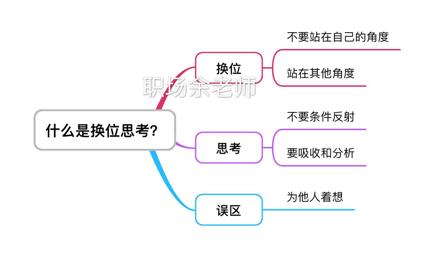 什么是换位思考?
换位
不要站在自己的角度
站在其他角度
思考
不要条件反射
要吸收和分析
误区
为他人着想
职场余老师